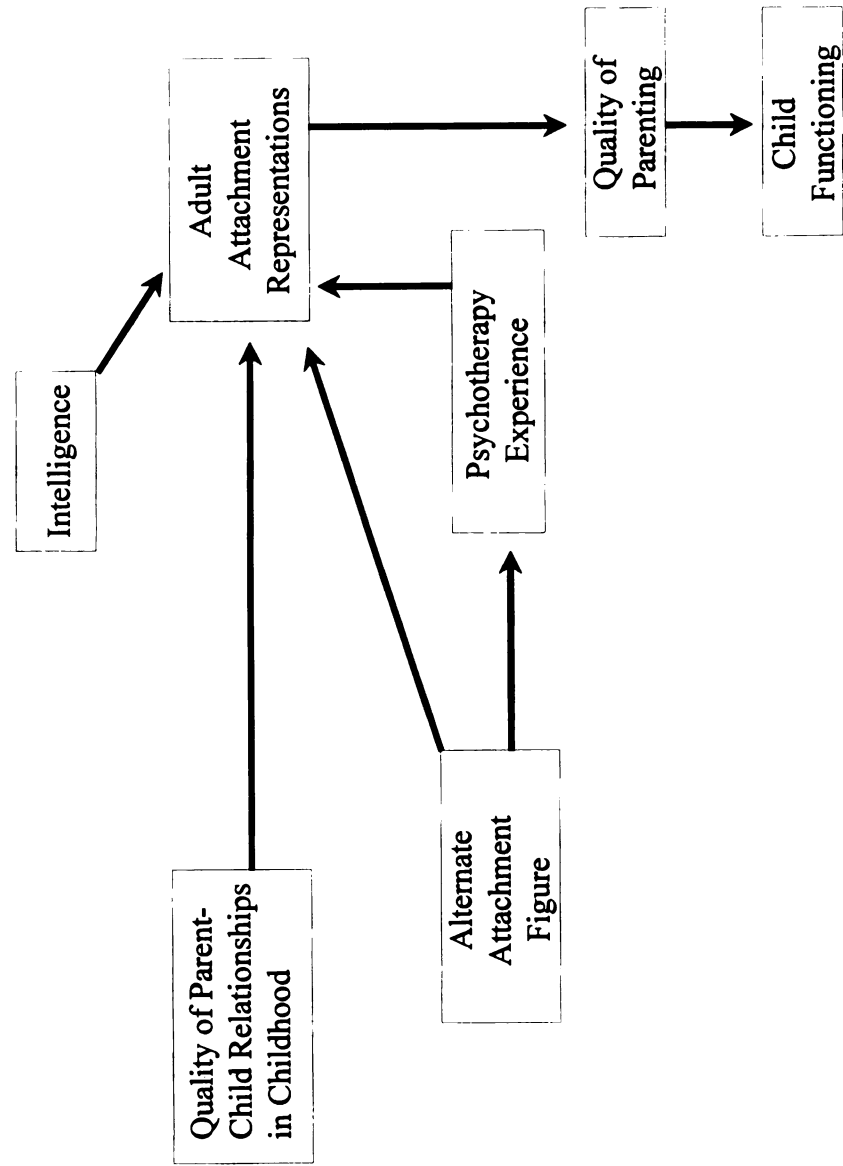 Intelligence
Quality of Parent-
Child Relationships
in Childhood
Adult
Attachment
Representations
Alternate
Attachment
Figure
Psychotherapy
Experience
Quality of
Parenting
Child
Functioning